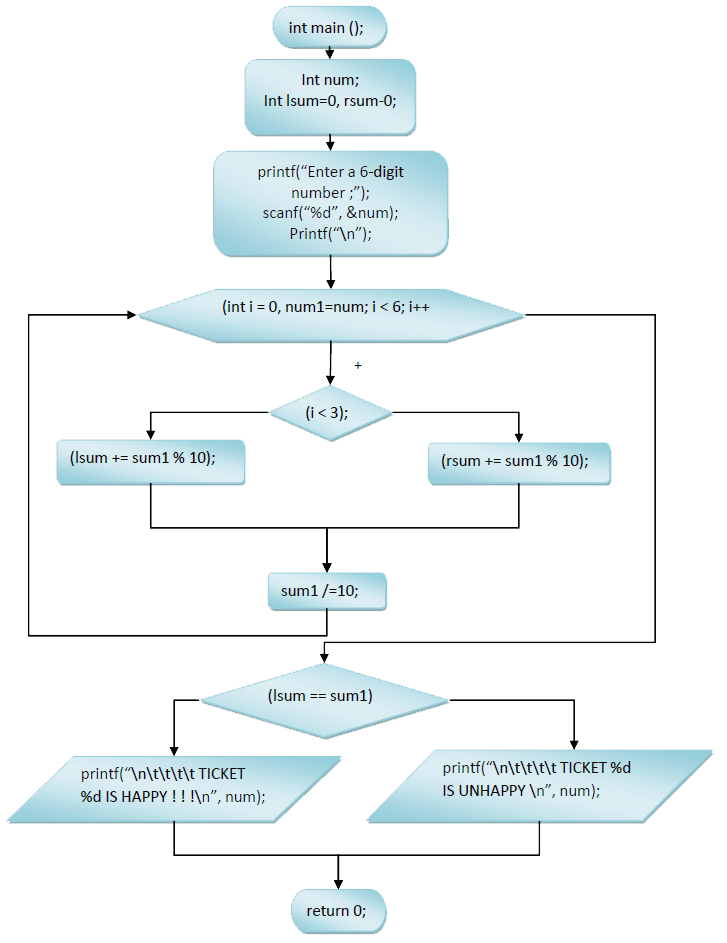 int main ();
Int num;
Int lsum=0, rsum-0;
printf(“Enter a 6-digit
number ;”);
scanf(“%d”, &num);
Printf(“\n”);
(int i = 0, num1=num; i < 6; i++
+
(i < 3);
(lsum += sum1 % 10);
(rsum += sum1 % 10);
sum1 /=10;
(lsum == sum1)
printf(“\n\t\t\t\t TICKET
%d IS HAPPY ! ! !\n”, num);
printf(“\n\t\t\t\t TICKET %d
IS UNHAPPY \n”, num);
return 0;